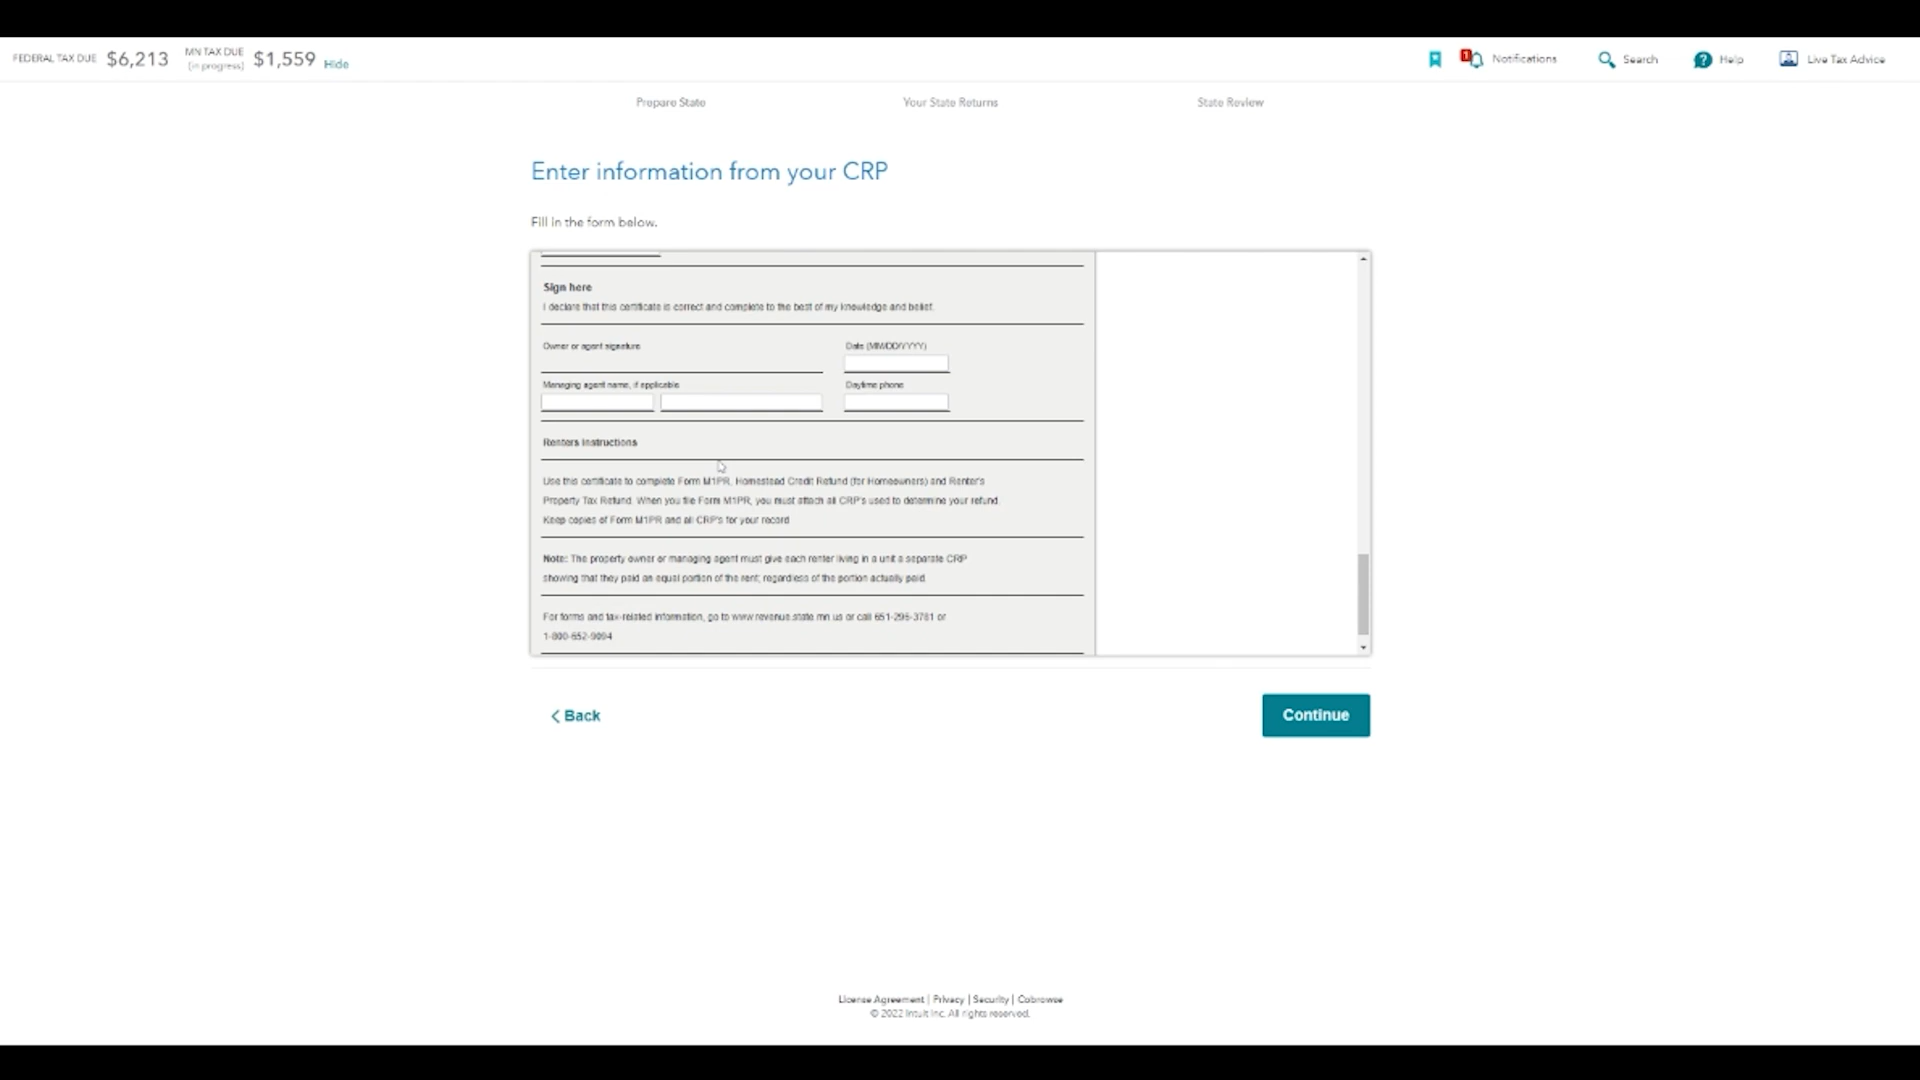 FEDERAL TAX DUE $6,213 MN TAX DUE (in progress) $1,559 Hide
1 Notifications Search ? Help Live Tax Advice
Prepare State Your State Returns State Review
Enter information from your CRP
Fill in the form below.
Sign here
I declare that this certificate is correct and complete to the best of my knowledge and belief.
Owner or agent signature Date (MM/DD/YYYY)
Managing agent name, if applicable Daytime phone
Renters Instructions
Use this certificate to complete Form M1PR, Homestead Credit Refund (for Homeowners) and Renter's
Property Tax Refund. When you file Form M1PR, you must attach all CRP's used to determine your refund.
Keep copies of Form M1PR and all CRP's for your record
Note: The property owner or managing agent must give each renter living in a unit a separate CRP
showing that they paid an equal portion of the rent; regardless of the portion actually paid
For forms and tax-related information, go to www.revenue.state.mn.us or call 651-296-3781 or
1-800-652-9094
Back Continue
License Agreement | Privacy | Security | Cobrowse
© 2022 Intuit Inc. All rights reserved.